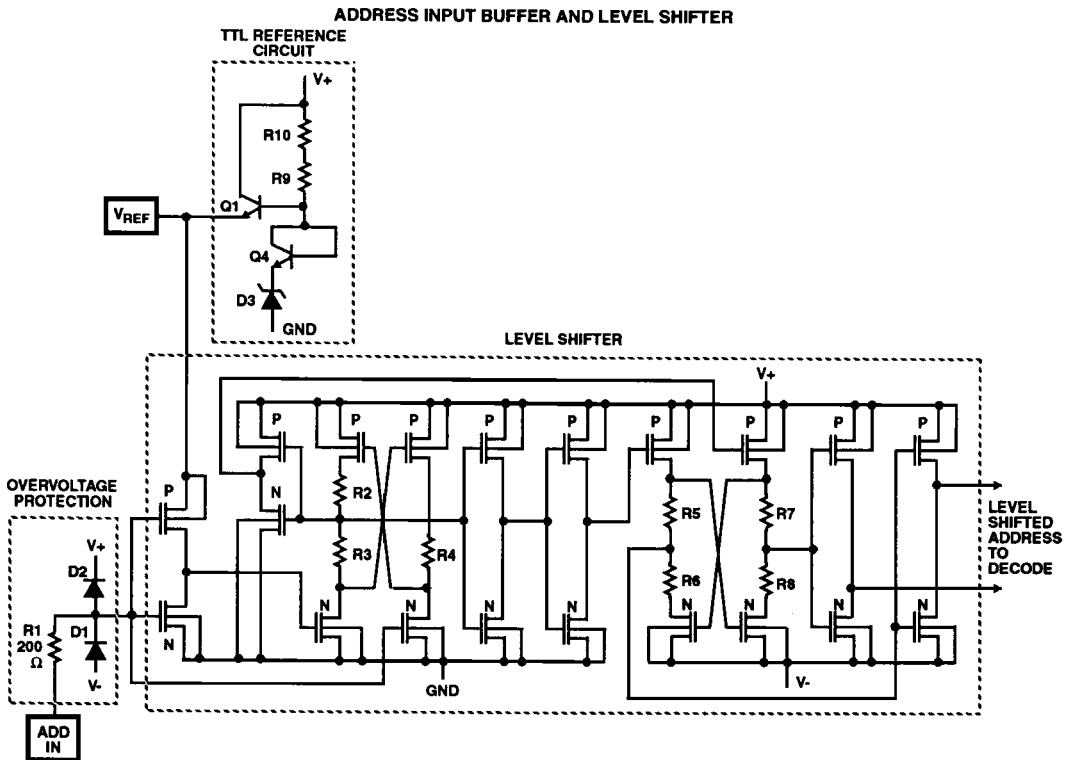 ADDRESS INPUT BUFFER AND LEVEL SHIFTER
TTL REFERENCE
CIRCUIT
V+
R10
R9
Q1
VREF
Q4
D3
GND
LEVEL SHIFTER
V+
P
P
P
P
P
P
P
P
P
OVERVOLTAGE
PROTECTION
P
N
R2
R5
R7
LEVEL
SHIFTED
ADDRESS
TO
DECODE
V+
D2
R3
R4
R6
R8
R1
200
Ω
D1
N
N
N
N
N
N
N
N
N
V-
GND
V-
ADD
IN